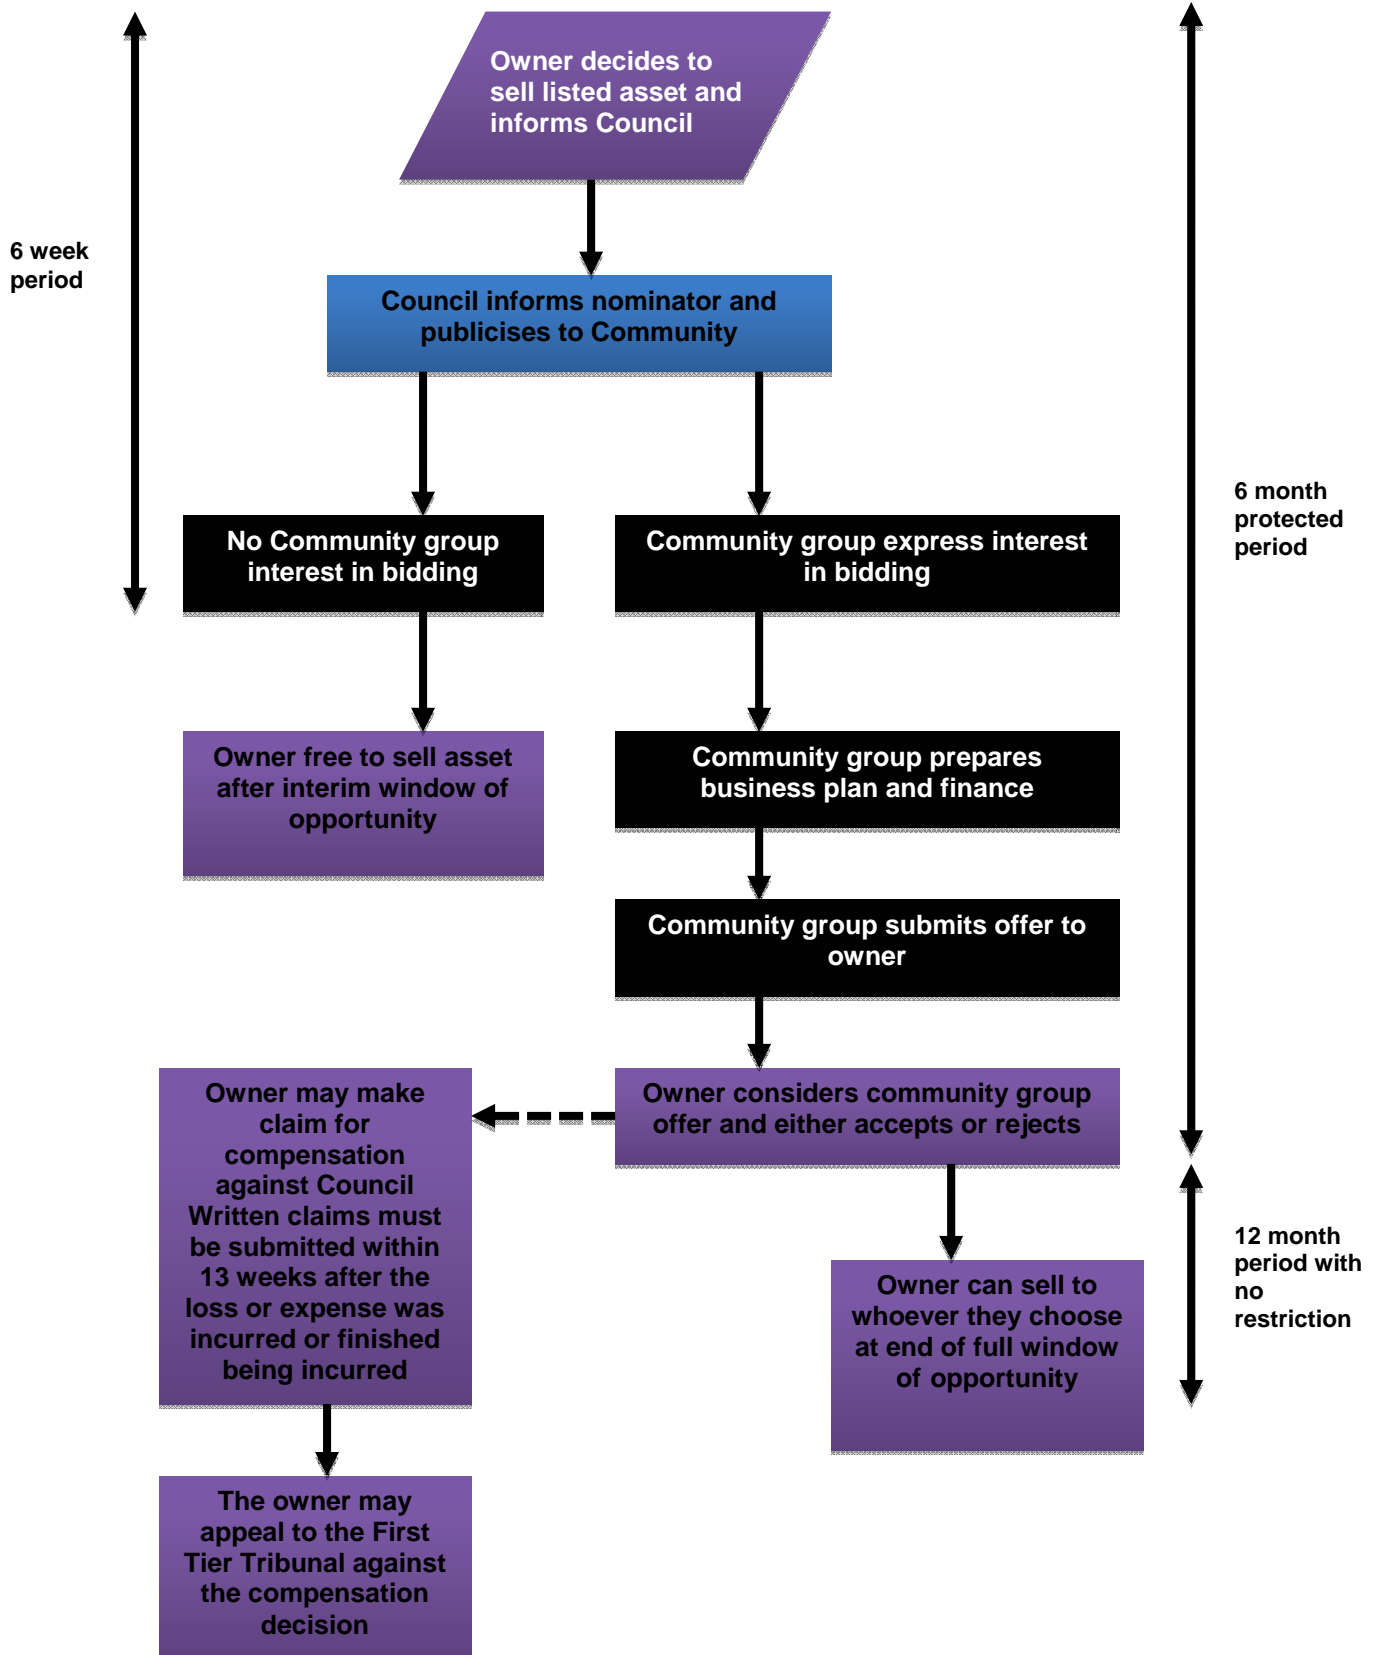 Owner decides to
sell listed asset and
informs Council
6 week
period
Council informs nominator and
publicises to Community
6 month
protected
period
No Community group
interest in bidding
Community group express interest
in bidding
Owner free to sell asset
after interim window of
opportunity
Community group prepares
business plan and finance
Community group submits offer to
owner
Owner considers community group
offer and either accepts or rejects
Owner may make
claim for
compensation
against Council
Written claims must
be submitted within
13 weeks after the
loss or expense was
incurred or finished
being incurred
12 month
period with
no
restriction
Owner can sell to
whoever they choose
at end of full window
of opportunity
The owner may
appeal to the First
Tier Tribunal against
the compensation
decision